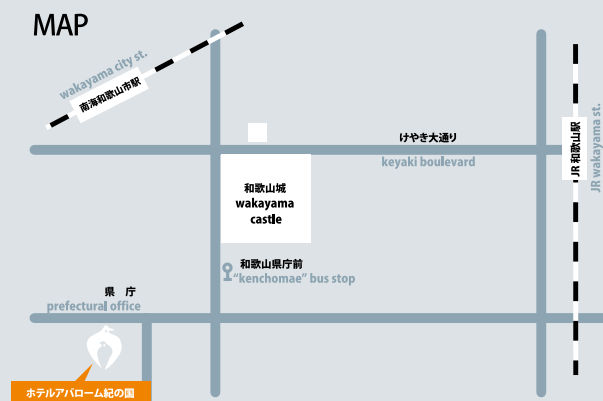 MAP
wakayama city st.
南海和歌山市駅
けやき大通り
keyaki boulevard
JR 和歌山駅
JR wakayama st.
和歌山城
wakayama
castle
和歌山県庁前
“kenchomae” bus stop
県 庁
prefectural office
ホテルアバローム紀の国